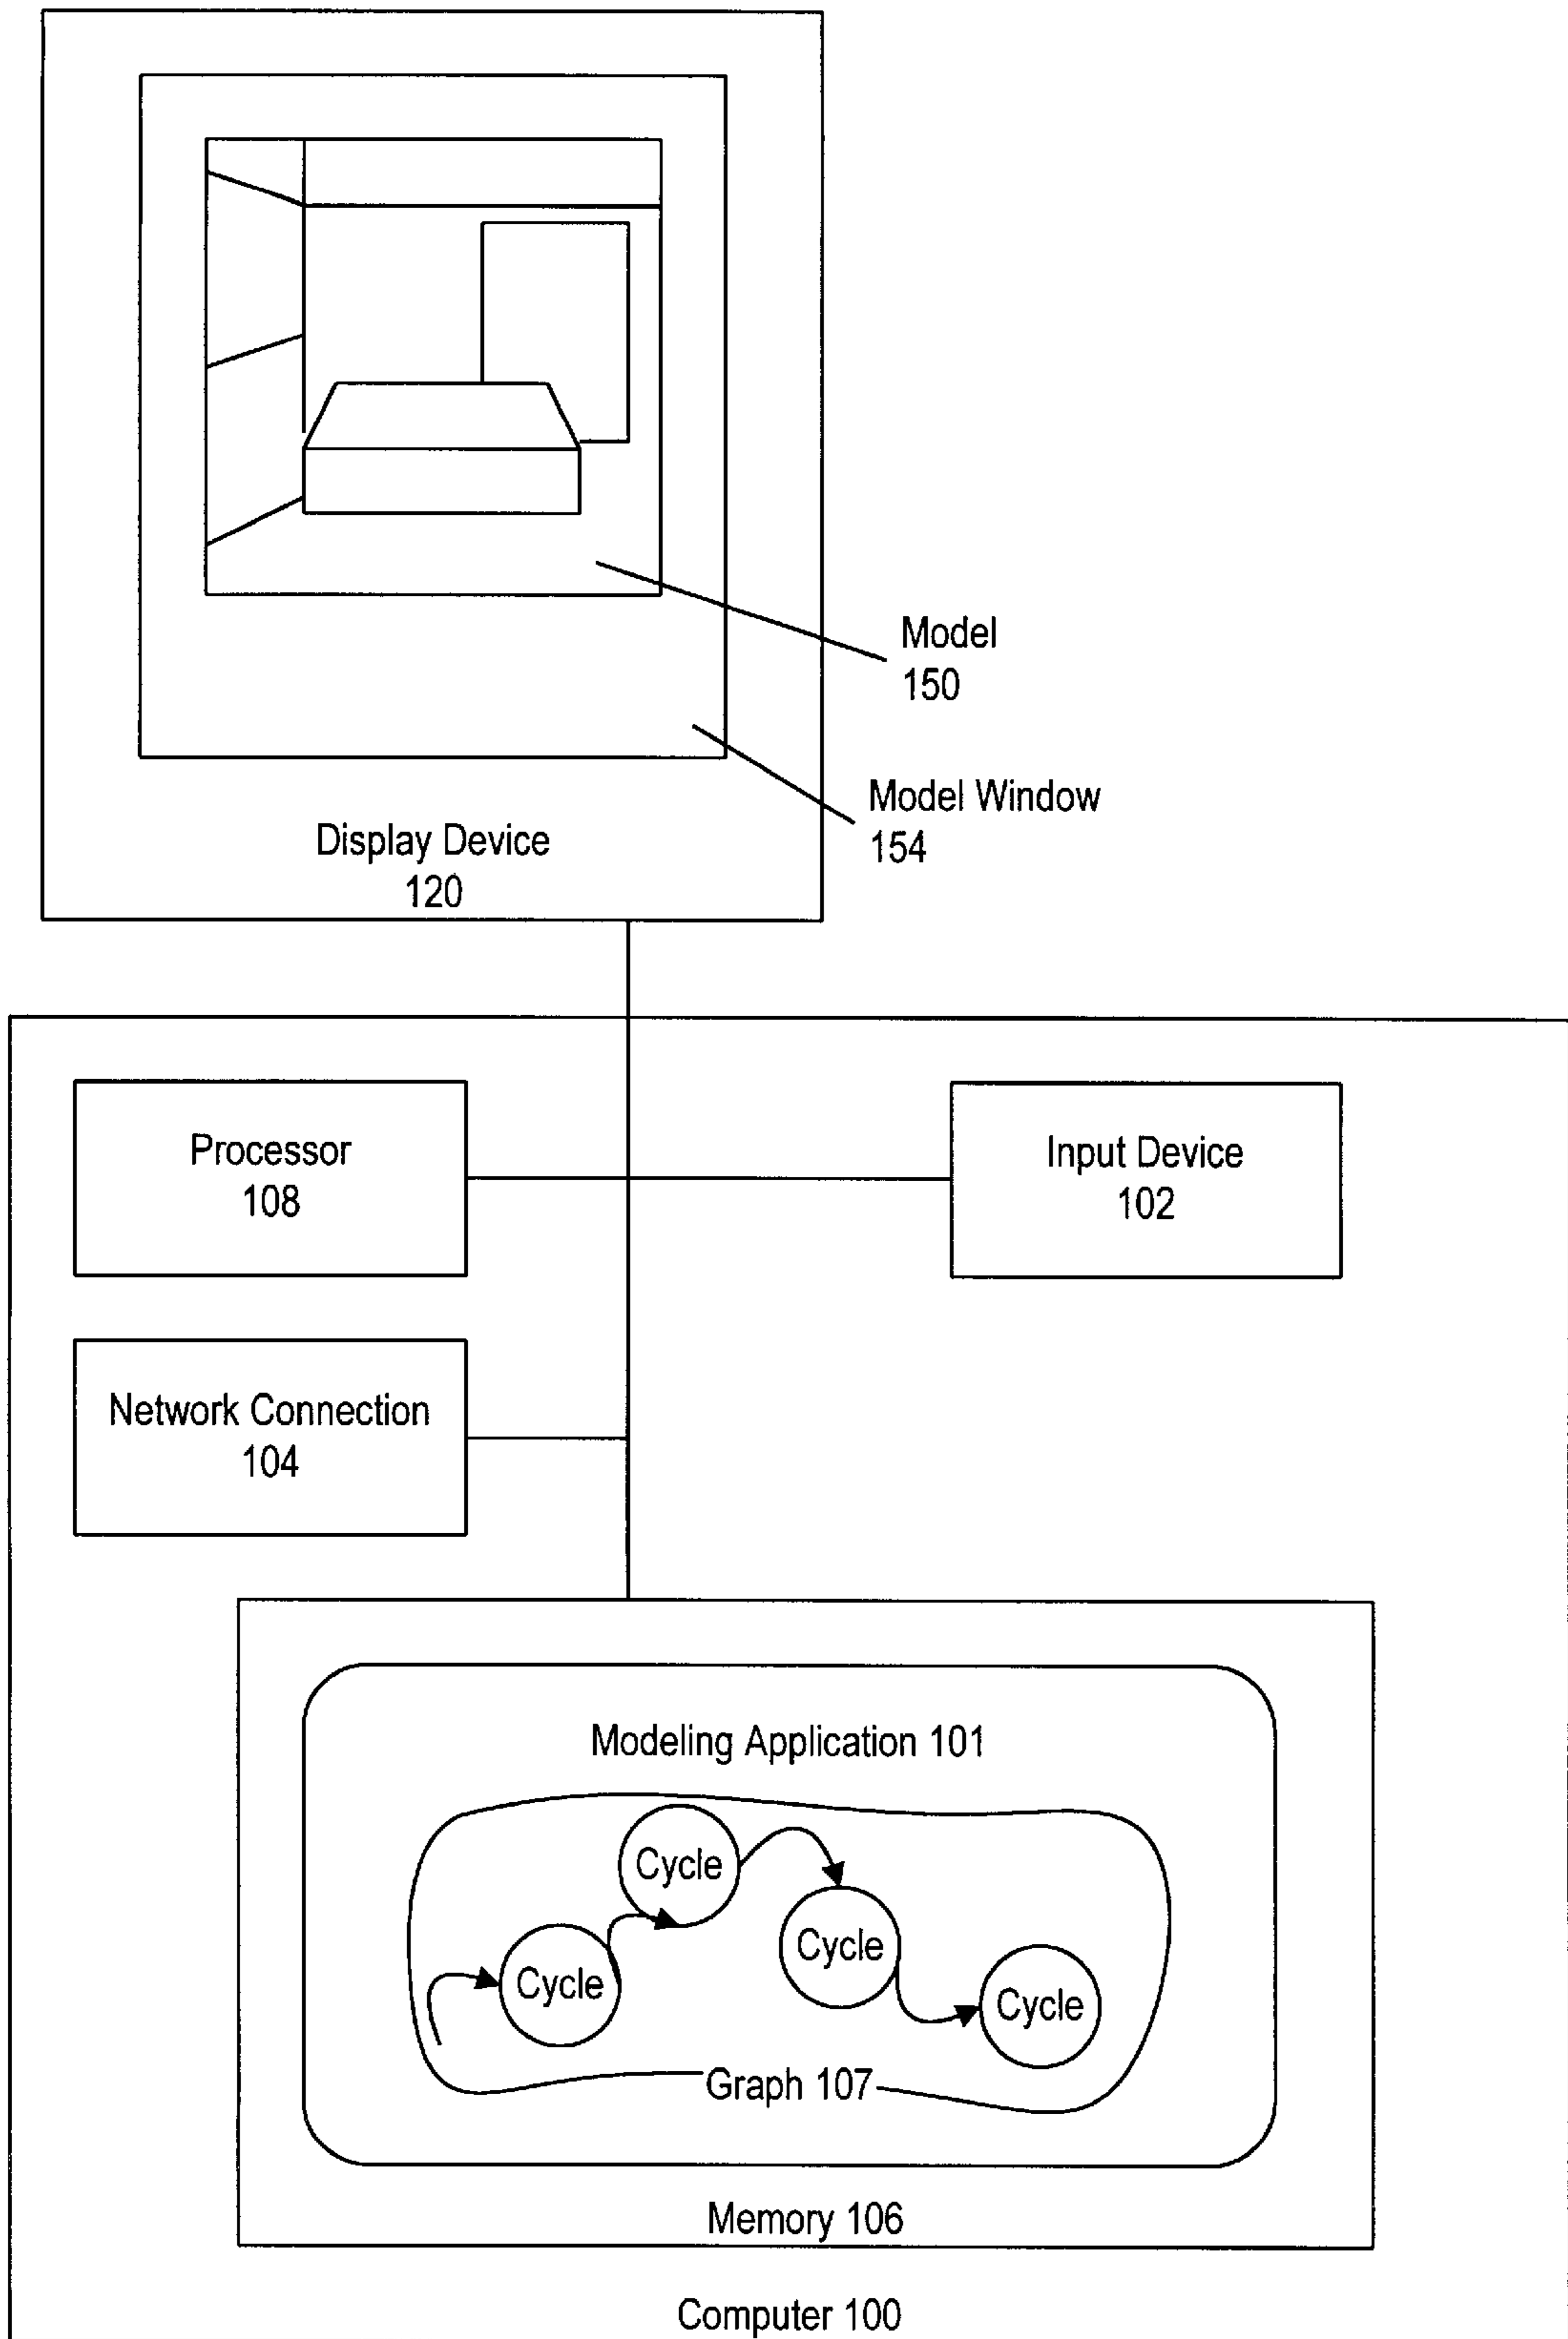 Model
150
Model Window
154
Display Device
120
Processor
108
Input Device
102
Network Connection
104
Modeling Application 101
Cycle
Cycle
Cycle
Cycle
Graph 107
Memory 106
Computer 100